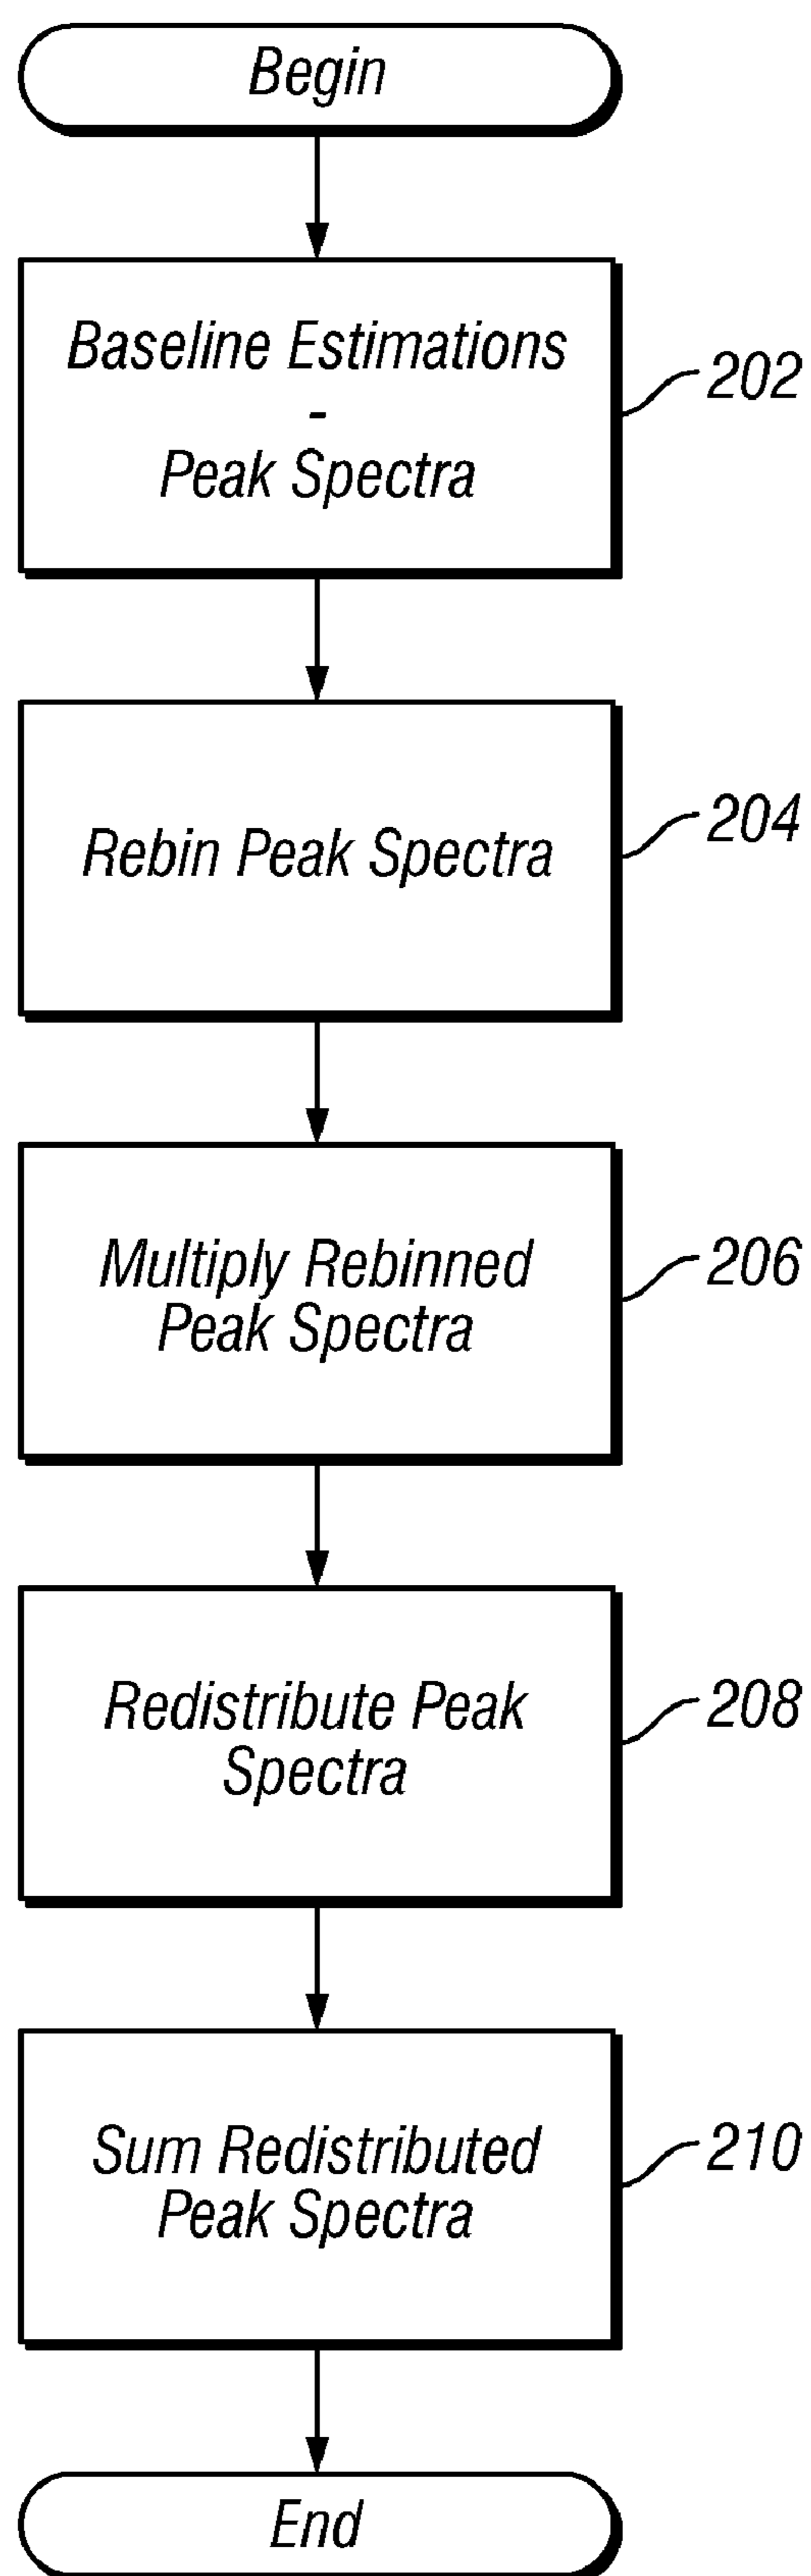 Begin
Baseline Estimations
-
Peak Spectra
202
Rebin Peak Spectra
204
Multiply Rebinned
Peak Spectra
206
Redistribute Peak
Spectra
208
Sum Redistributed
Peak Spectra
210
End